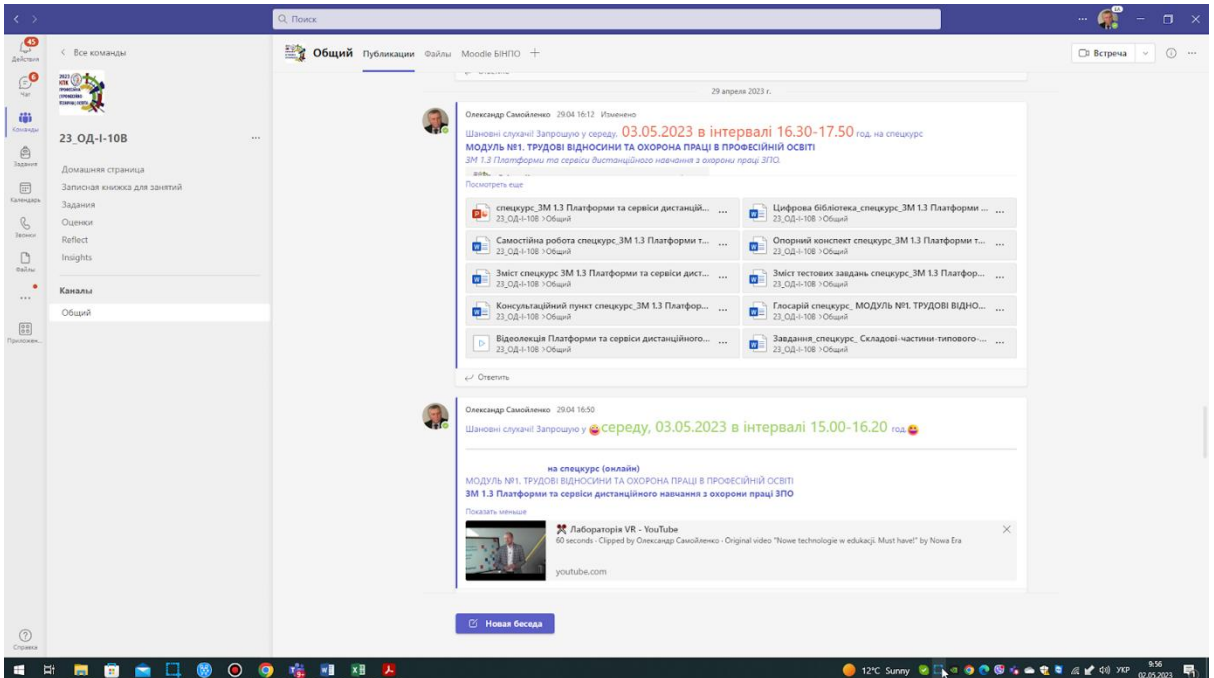 Поиск
45
Действия
6
Чат
Команды
Задания
Календарь
Звонки
Файлы
Приложен...
Справка
Все команды
23_ОД-І-10В
Домашняя страница
Записная книжка для занятий
Задания
Оценки
Reflect
Insights
Каналы
Общий
Общий Публикации Файлы Moodle БІНПО
Встреча
29 апреля 2023 г.
Олександр Самойленко 29.04 16:12 Изменено
Шановні слухачі! Запрошую у середу, 03.05.2023 в інтервалі 16.30-17.50 год. на спецкурс
МОДУЛЬ №1. ТРУДОВІ ВІДНОСИНИ ТА ОХОРОНА ПРАЦІ В ПРОФЕСІЙНІЙ ОСВІТІ
ЗМ 1.3 Платформи та сервіси дистанційного навчання з охорони праці ЗПО.
Посмотреть еще
спецкурс_ЗМ 1.3 Платформи та сервіси дистанцій...
23_ОД-І-10В > Общий
Цифрова бібліотека_спецкурс_ЗМ 1.3 Платформи ...
23_ОД-І-10В > Общий
Самостійна робота спецкурс_ЗМ 1.3 Платформи т...
23_ОД-І-10В > Общий
Опорний конспект спецкурс_ЗМ 1.3 Платформи т...
23_ОД-І-10В > Общий
Зміст спецкурс ЗМ 1.3 Платформи та сервіси дист...
23_ОД-І-10В > Общий
Зміст тестових завдань спецкурс_ЗМ 1.3 Платфор...
23_ОД-І-10В > Общий
Консультаційний пункт спецкурс_ЗМ 1.3 Платфор...
23_ОД-І-10В > Общий
Глосарій спецкурс_ МОДУЛЬ №1. ТРУДОВІ ВІДНО...
23_ОД-І-10В > Общий
Відеолекція Платформи та сервіси дистанційного...
23_ОД-І-10В > Общий
Завдання_спецкурс_ Складові-частини-типового-...
23_ОД-І-10В > Общий
Ответить
Олександр Самойленко 29.04 16:50
Шановні слухачі! Запрошую у середу, 03.05.2023 в інтервалі 15.00-16.20 год.
на спецкурс (онлайн)
МОДУЛЬ №1. ТРУДОВІ ВІДНОСИНИ ТА ОХОРОНА ПРАЦІ В ПРОФЕСІЙНІЙ ОСВІТІ
ЗМ 1.3 Платформи та сервіси дистанційного навчання з охорони праці ЗПО
Показать меньше
Лабораторія VR - YouTube
60 seconds - Clipped by Олександр Самойленко - Original video "Nowe technologie w edukacji. Must have!" by Nowa Era
youtube.com
Новая беседа
12°C Sunny
УКР
9:56
02.05.2023